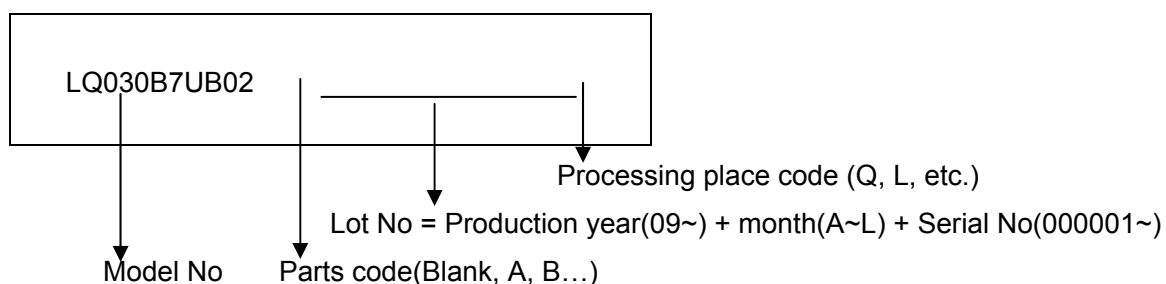 LQ030B7UB02
Processing place code (Q, L, etc.)
Lot No = Production year(09~) + month(A~L) + Serial No(000001~)
Model No Parts code(Blank, A, B…)